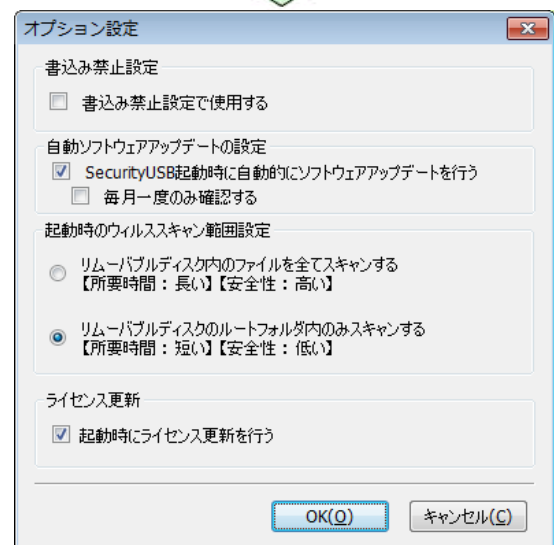 オプション設定
書込み禁止設定
書込み禁止設定で使用する
自動ソフトウェアアップデートの設定
SecurityUSB起動時に自動的にソフトウェアアップデートを行う
毎月一度のみ確認する
起動時のウィルススキャン範囲設定
リムーバブルディスク内のファイルを全てスキャンする
【所要時間：長い】【安全性：高い】
リムーバブルディスクのルートフォルダ内のみスキャンする
【所要時間：短い】【安全性：低い】
ライセンス更新
起動時にライセンス更新を行う
OK(O)
キャンセル(C)